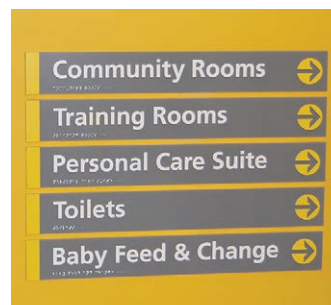 Community Rooms
Training Rooms
Personal Care Suite
Toilets
Baby Feed & Change